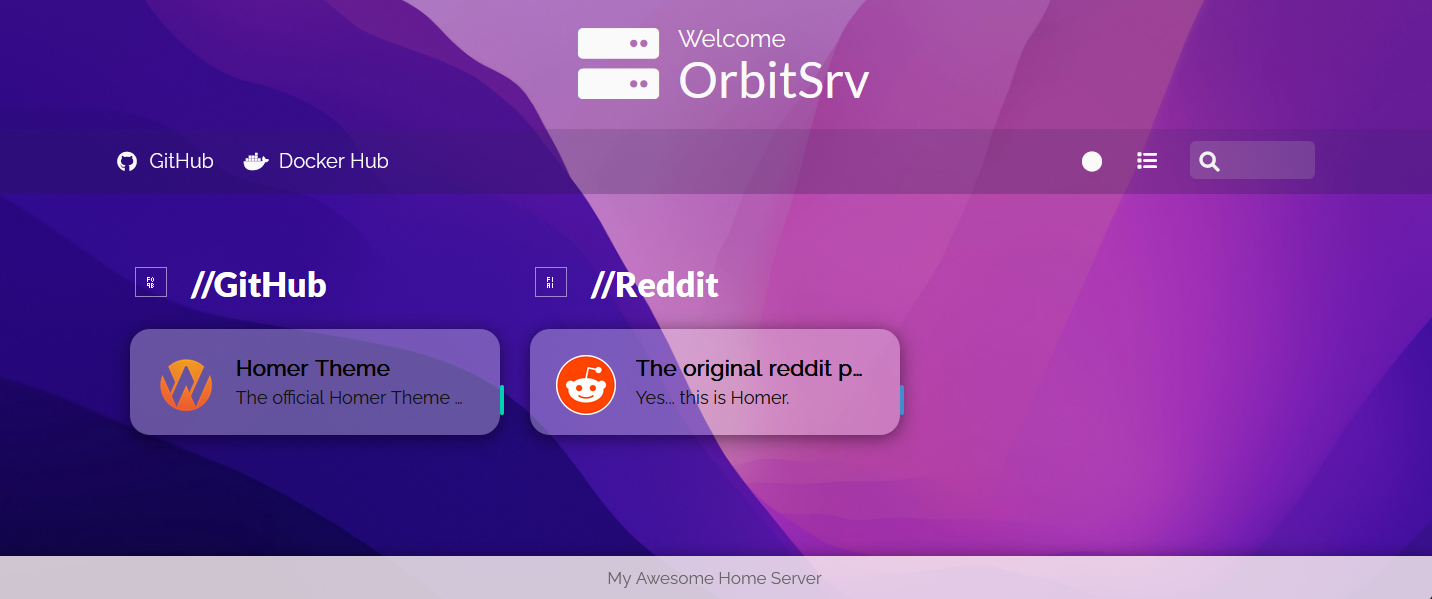 Welcome
OrbitSrv
GitHub
Docker Hub
//GitHub
//Reddit
Homer Theme
The official Homer Theme ...
The original reddit p...
Yes... this is Homer.
My Awesome Home Server